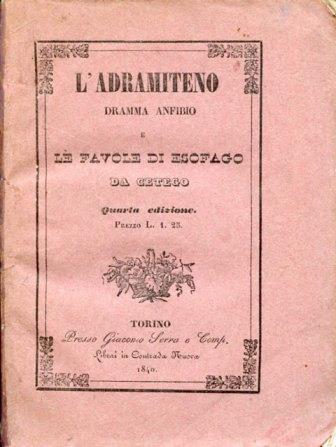 L'ADRAMITENO
DRAMMA ANFIBIO
E
LE FAVOLE DI ESOFAGO
DA CETEGO
Quarta edizione.
PREZZO L. 1. 25.
TORINO
Presso Giacomo Serra e Comp.
Librai in Contrada Nuova
1840.